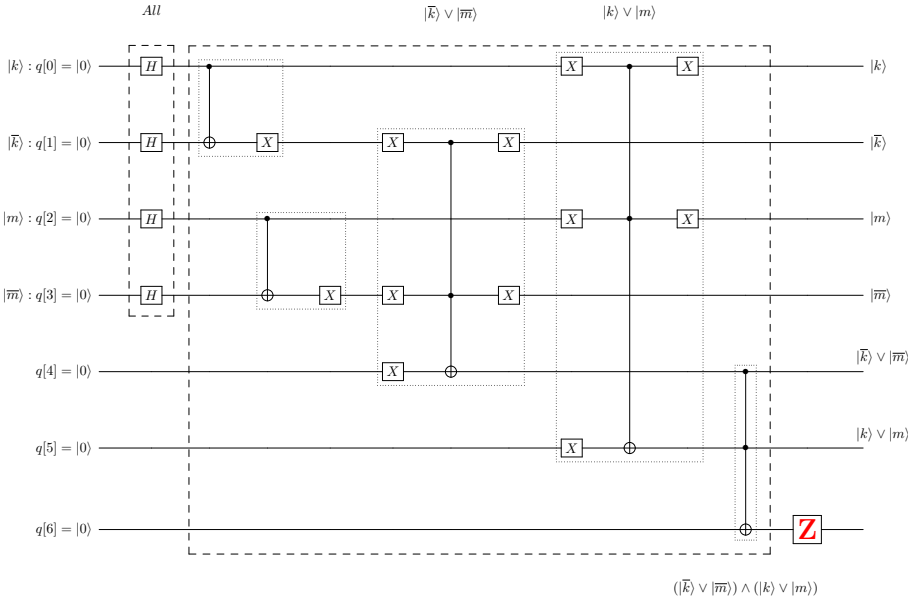 All |k̅⟩ ∨ |m̅⟩ |k⟩ ∨ |m⟩
|k⟩ : q[0] = |0⟩ H X X |k⟩
|k̅⟩ : q[1] = |0⟩ H X X X |k̅⟩
|m⟩ : q[2] = |0⟩ H X X |m⟩
|m̅⟩ : q[3] = |0⟩ H X X X |m̅⟩
q[4] = |0⟩ X |k̅⟩ ∨ |m̅⟩
q[5] = |0⟩ X |k⟩ ∨ |m⟩
q[6] = |0⟩ Z
(|k̅⟩ ∨ |m̅⟩) ∧ (|k⟩ ∨ |m⟩)